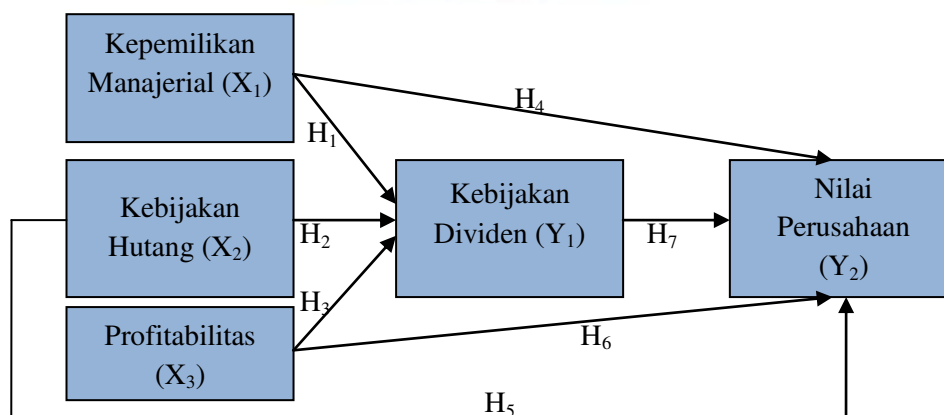 Kepemilikan
Manajerial (X₁)
H₄
H₁
Kebijakan
Hutang (X₂)
H₂
Kebijakan
Dividen (Y₁)
H₇
Nilai
Perusahaan
(Y₂)
H₃
Profitabilitas
(X₃)
H₆
H₅